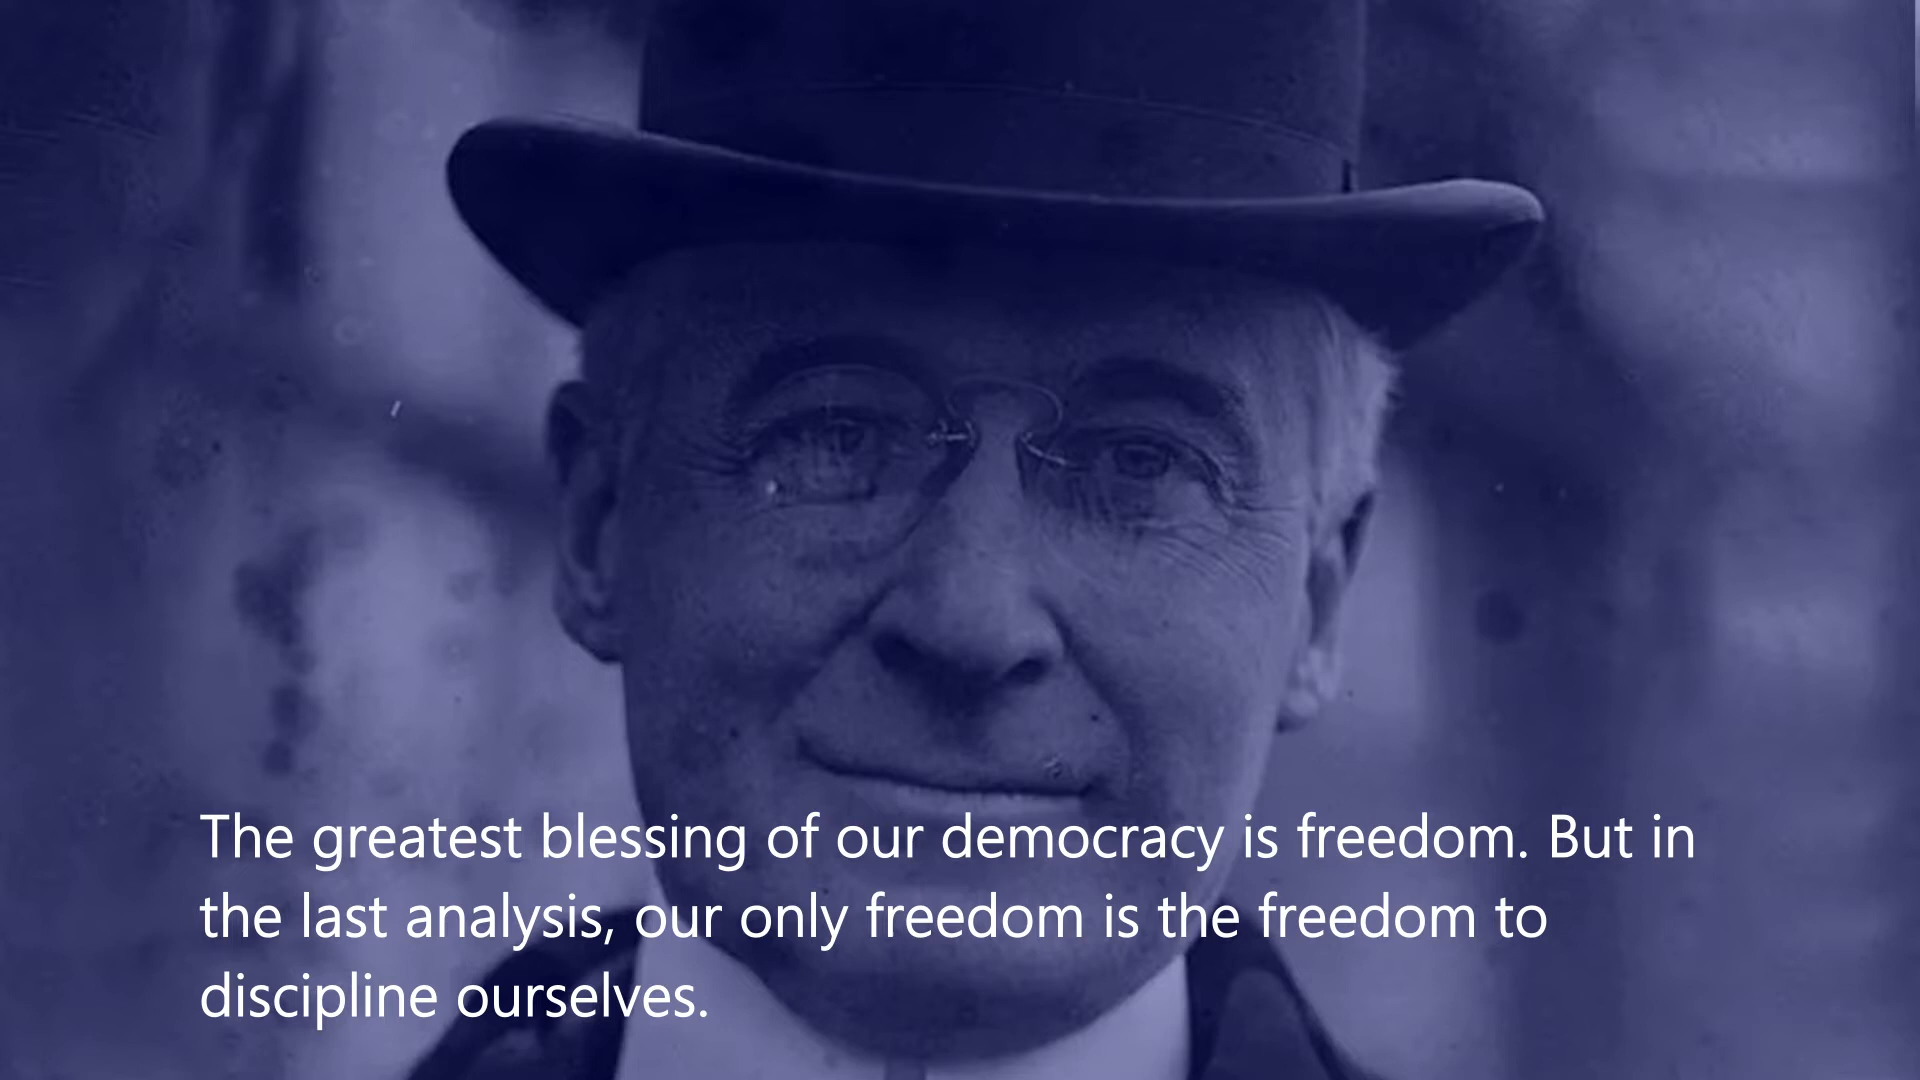 The greatest blessing of our democracy is freedom. But in
the last analysis, our only freedom is the freedom to
discipline ourselves.